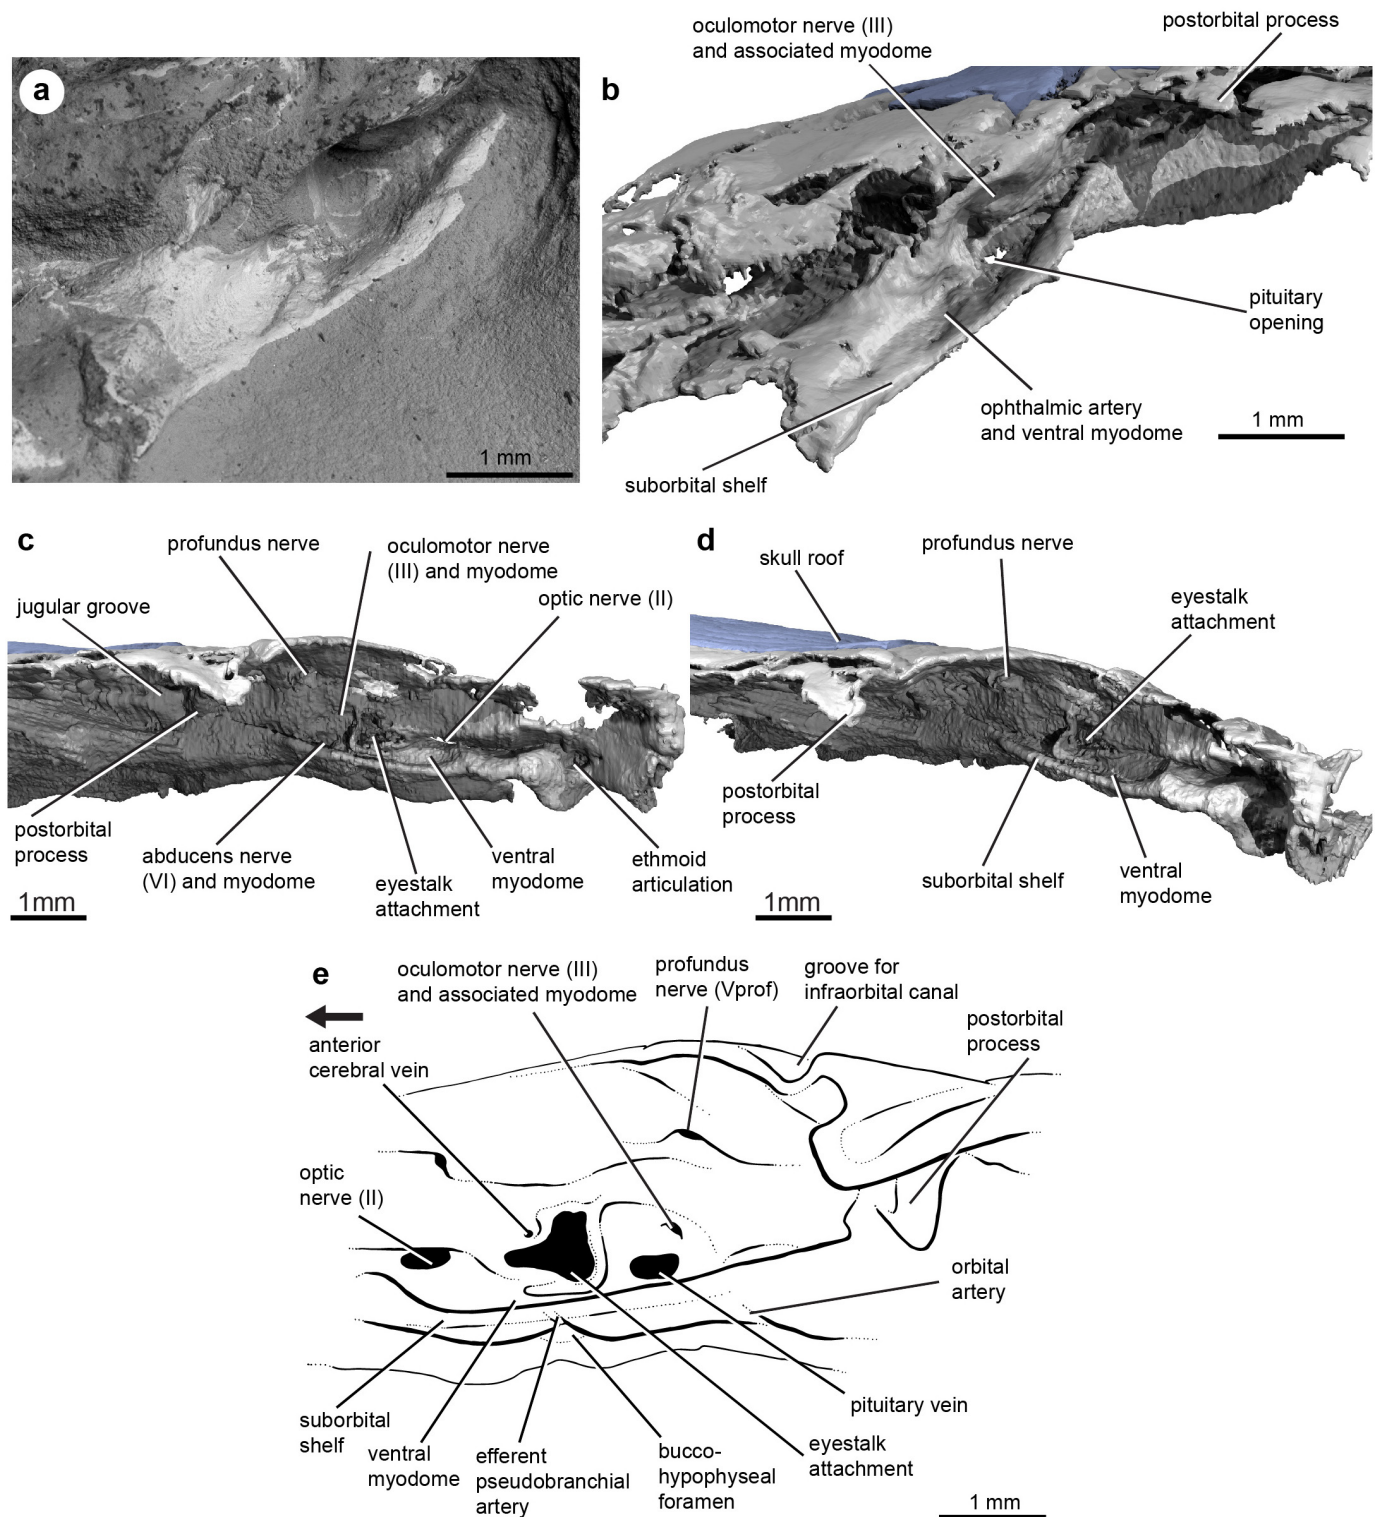 a
1 mm
b
oculomotor nerve (III)
and associated myodome
postorbital process
pituitary
opening
ophthalmic artery
and ventral myodome
1 mm
suborbital shelf
c
profundus nerve
oculomotor nerve
(III) and myodome
optic nerve (II)
jugular groove
postorbital
process
abducens nerve
(VI) and myodome
eyestalk
attachment
ventral
myodome
ethmoid
articulation
1mm
d
skull roof
profundus nerve
eyestalk
attachment
postorbital
process
suborbital shelf
ventral
myodome
1mm
e
oculomotor nerve (III)
and associated myodome
profundus
nerve (Vprof)
groove for
infraorbital canal
postorbital
process
anterior
cerebral vein
optic
nerve (II)
orbital
artery
pituitary vein
suborbital
shelf
ventral
myodome
efferent
pseudobranchial
artery
bucco-
hypophyseal
foramen
eyestalk
attachment
1 mm